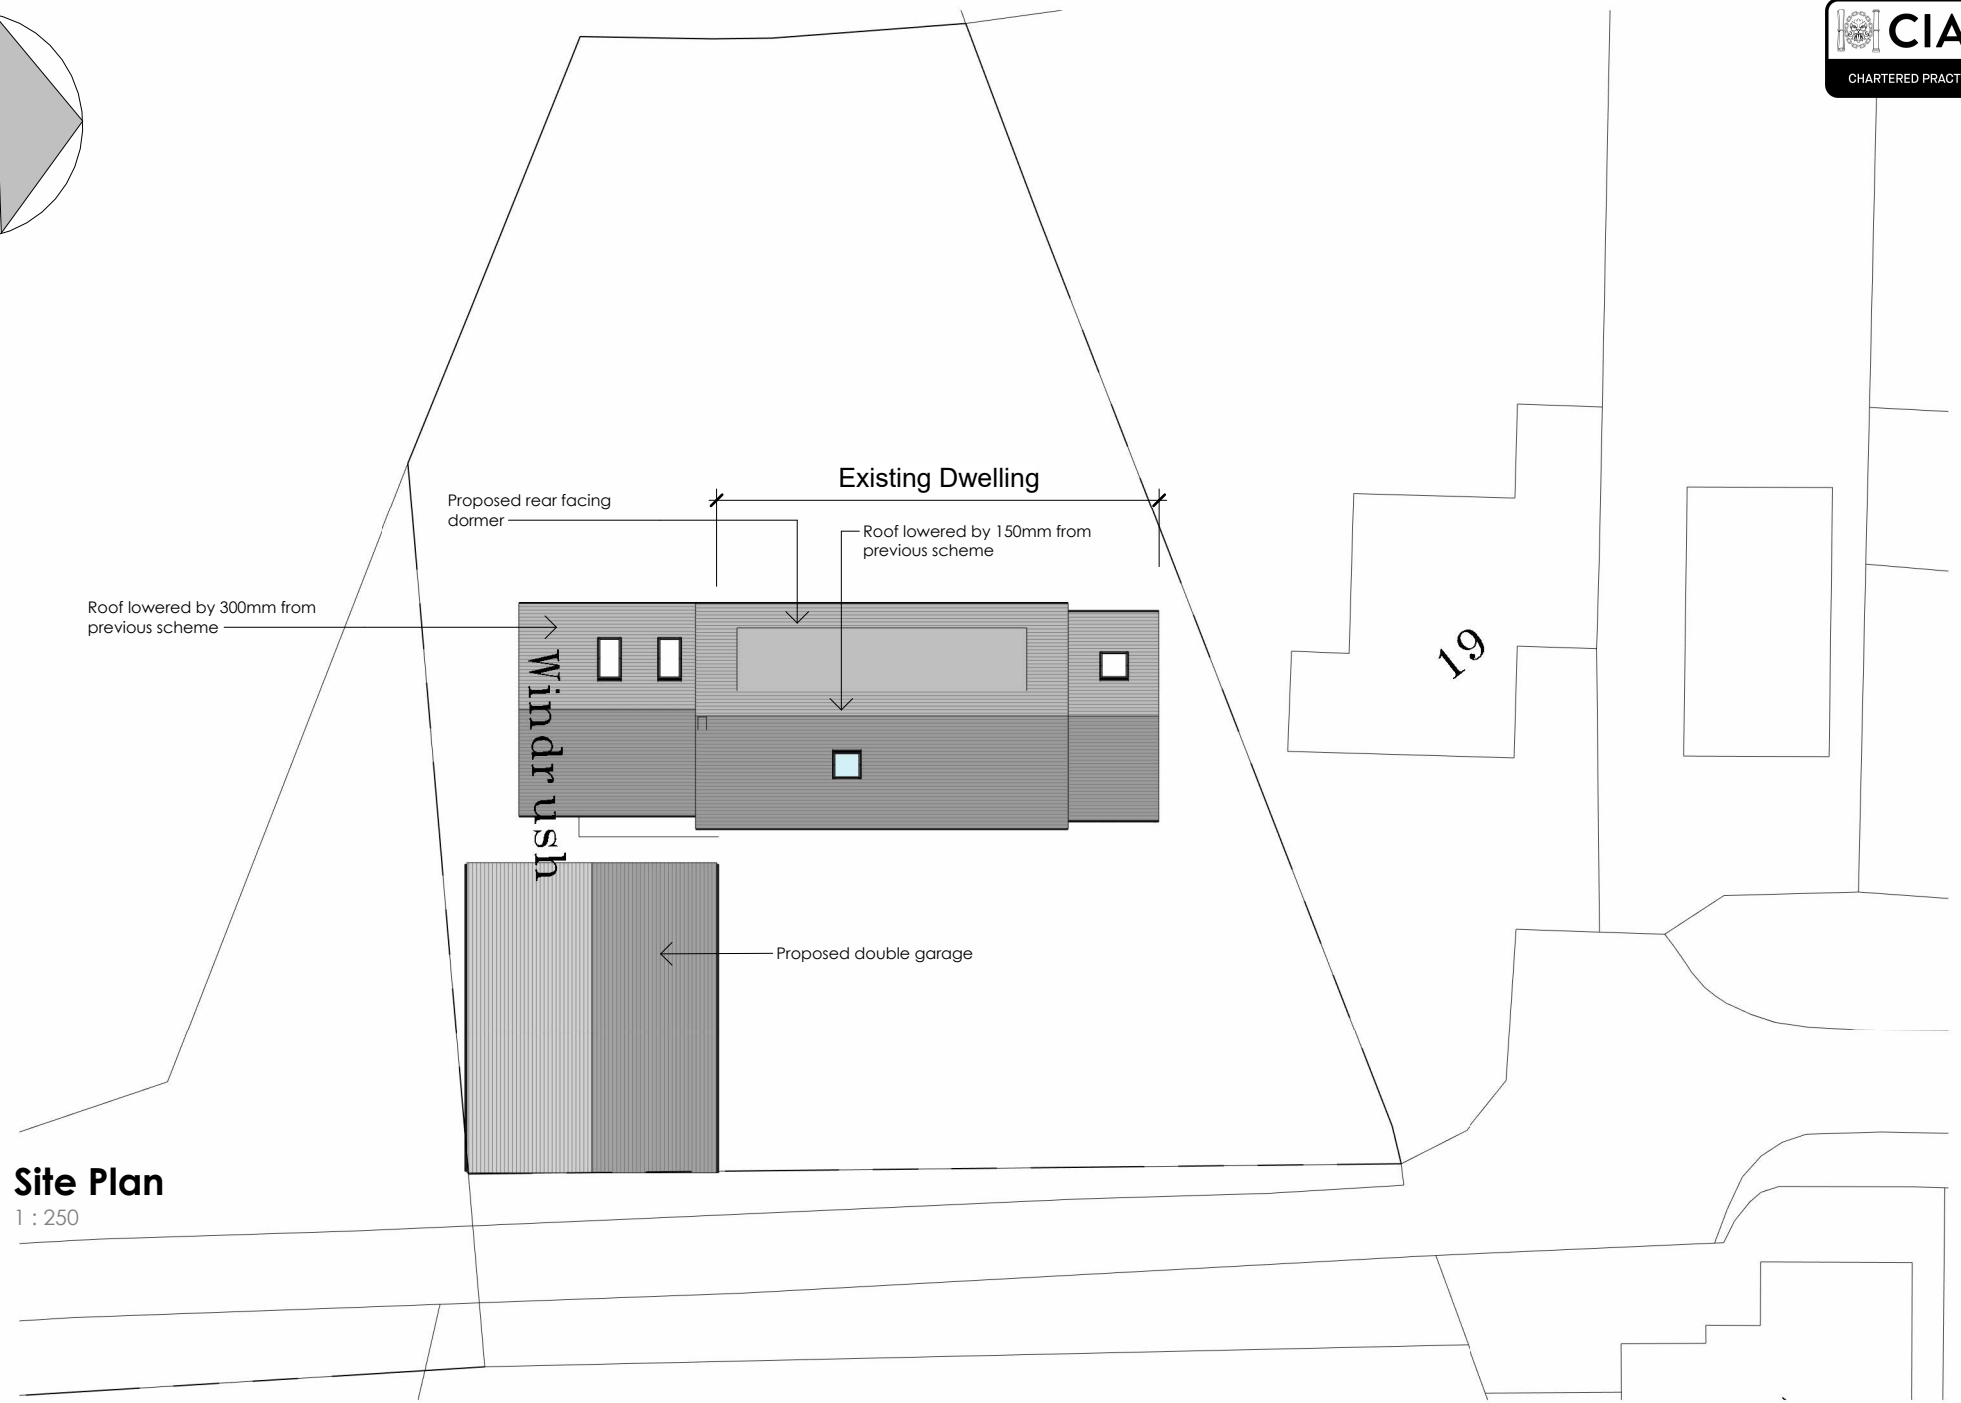 CIA
CHARTERED PRACT
Existing Dwelling
Proposed rear facing
dormer
Roof lowered by 150mm from
previous scheme
Roof lowered by 300mm from
previous scheme
Windrush
19
Proposed double garage
Site Plan
1 : 250